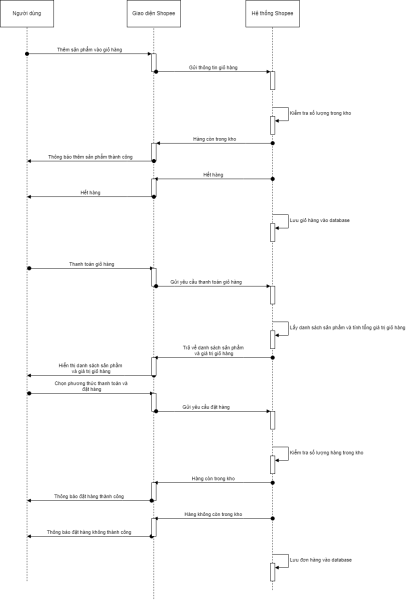 Người dùng
Giao diện Shopee
Hệ thống Shopee
Thêm sản phẩm vào giỏ hàng
Gửi thông tin giỏ hàng
Kiểm tra số lượng trong kho
Hàng còn trong kho
Thông báo thêm sản phẩm thành công
Hết hàng
Hết hàng
Lưu giỏ hàng vào database
Thanh toán giỏ hàng
Gửi yêu cầu thanh toán giỏ hàng
Lấy danh sách sản phẩm và tính tổng giá trị giỏ hàng
Trả về danh sách sản phẩm
và giá trị giỏ hàng
Hiển thị danh sách sản phẩm
và giá trị giỏ hàng
Chọn phương thức thanh toán và
đặt hàng
Gửi yêu cầu đặt hàng
Kiểm tra số lượng hàng trong kho
Hàng còn trong kho
Thông báo đặt hàng thành công
Hàng không còn trong kho
Thông báo đặt hàng không thành công
Lưu đơn hàng vào database